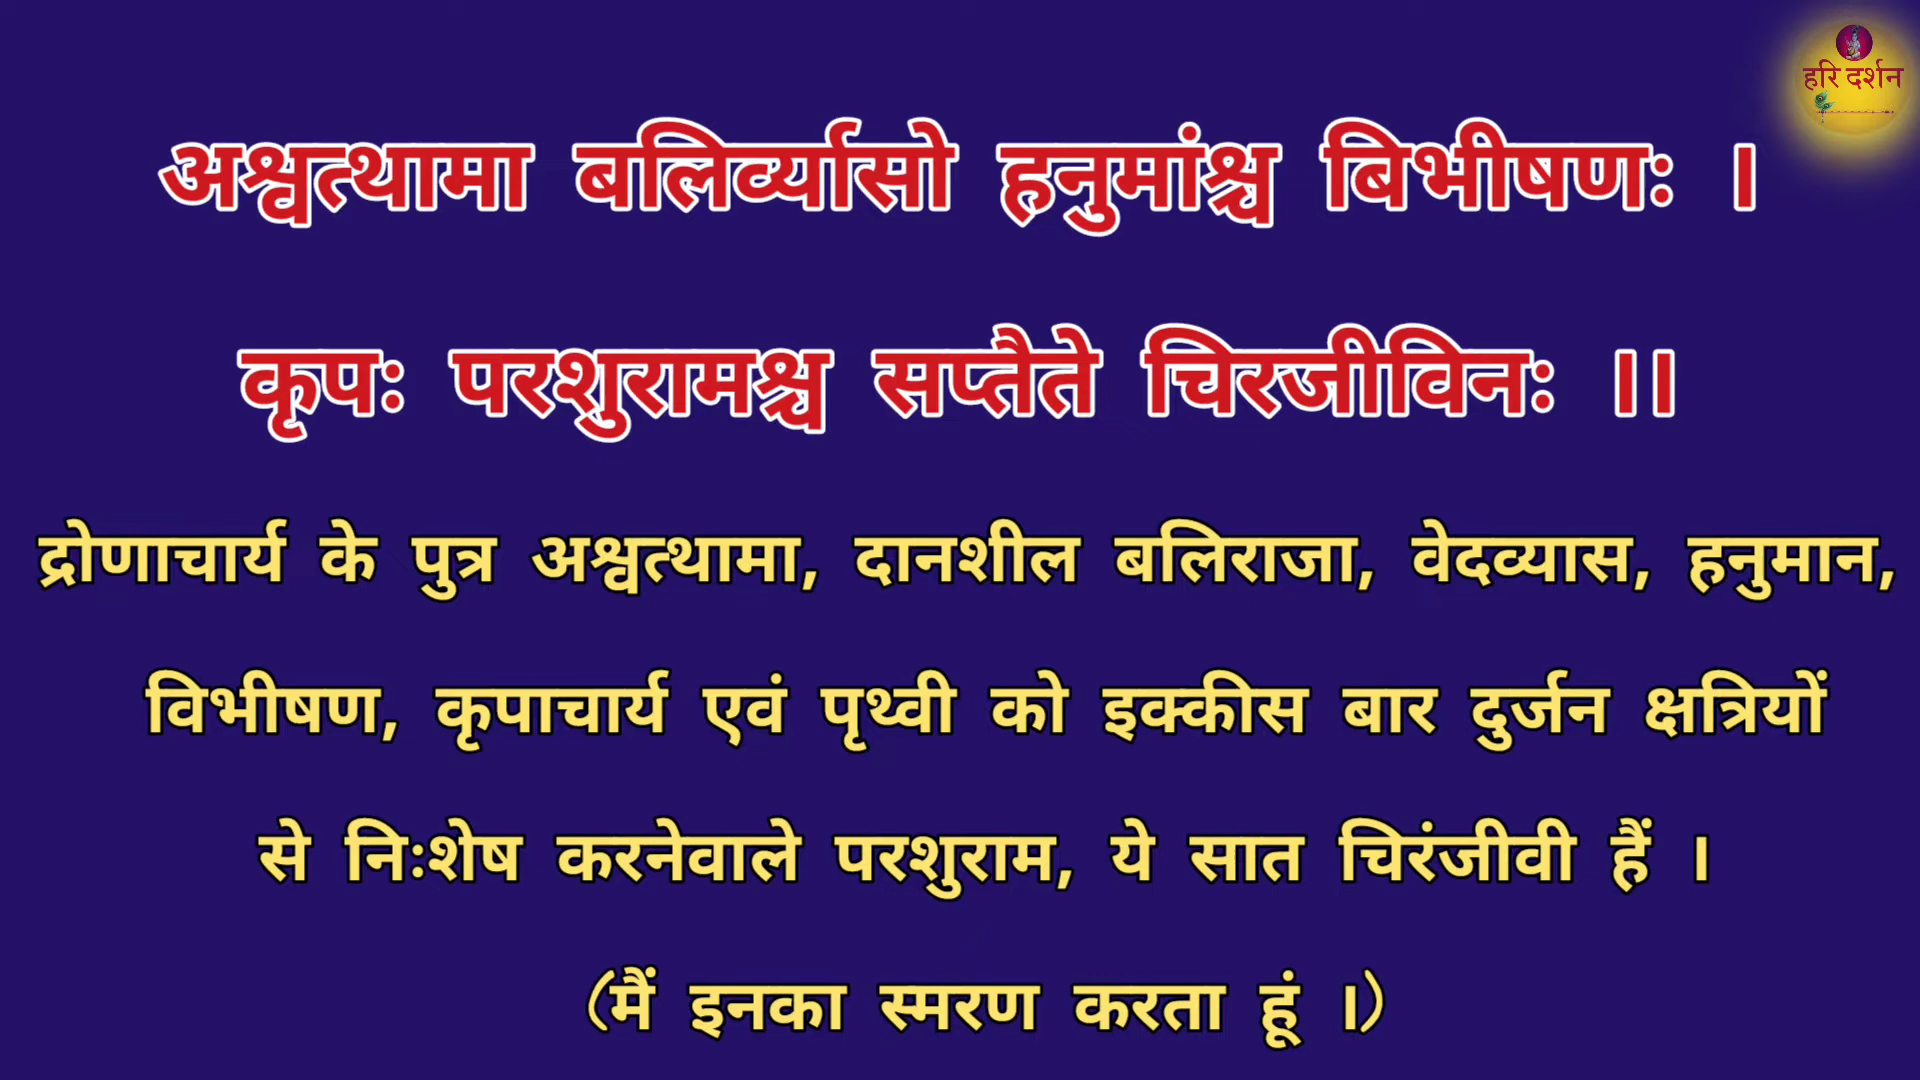 हरि दर्शन
अश्वत्थामा बलिर्व्यासो हनुमांश्च बिभीषणः ।
कृपः परशुरामश्च सप्तैते चिरजीविनः ।।
द्रोणाचार्य के पुत्र अश्वत्थामा, दानशील बलिराजा, वेदव्यास, हनुमान,
विभीषण, कृपाचार्य एवं पृथ्वी को इक्कीस बार दुर्जन क्षत्रियों
से निःशेष करनेवाले परशुराम, ये सात चिरंजीवी हैं ।
(मैं इनका स्मरण करता हूं ।)